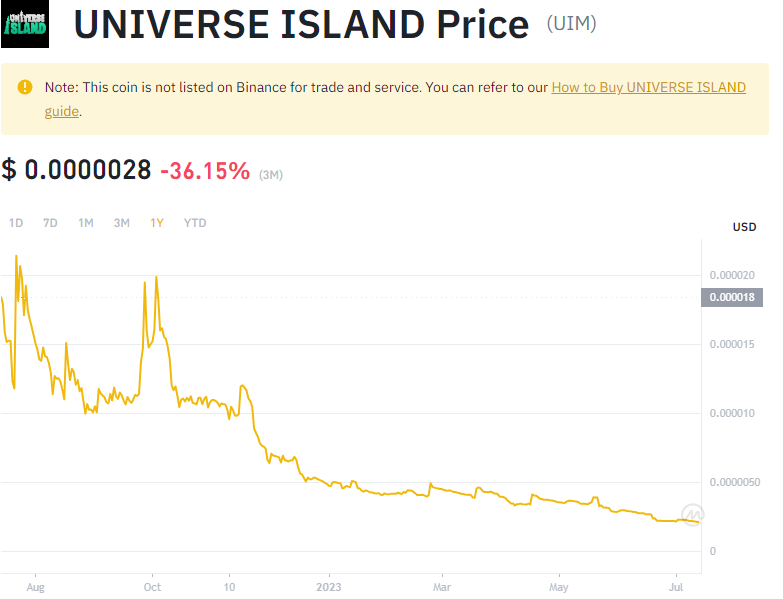 UNIVERSE
ISLAND
UNIVERSE ISLAND Price (UIM)
Note: This coin is not listed on Binance for trade and service. You can refer to our How to Buy UNIVERSE ISLAND
guide.
$ 0.0000028 -36.15% (3M)
1D 7D 1M 3M 1Y YTD
USD
0.000020
0.000018
0.000015
0.000010
0.0000050
0
Aug Oct 10 2023 Mar May Jul